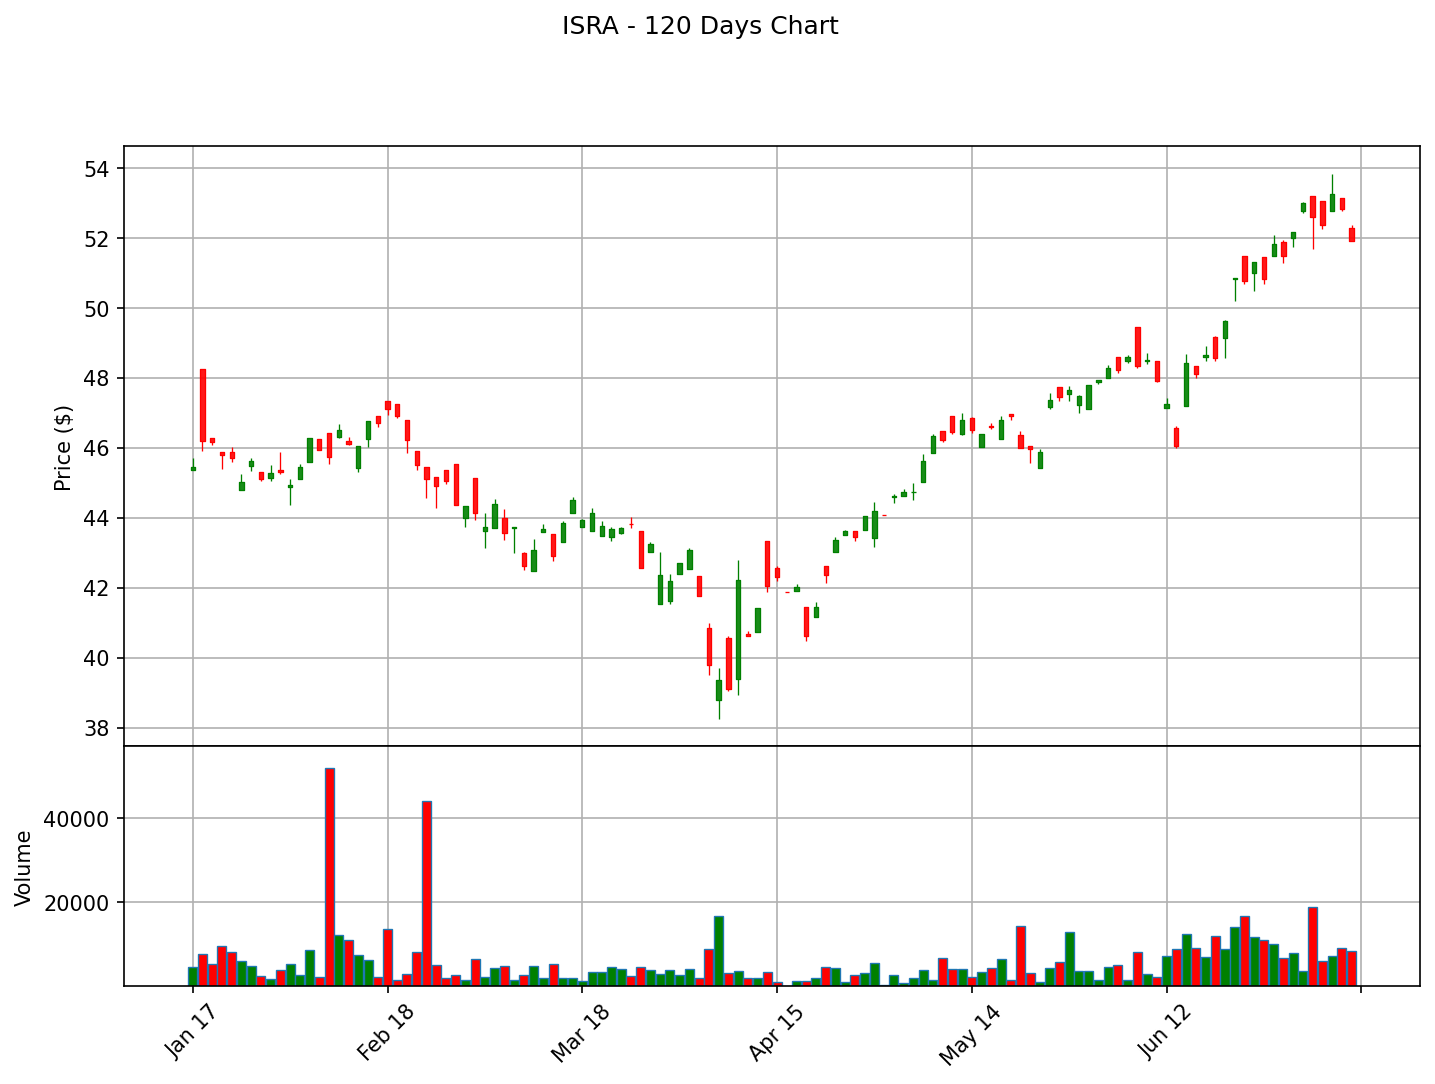 ISRA - 120 Days Chart
54
52
50
48
46
44
42
40
38
Price ($)
40000
20000
Volume
Jan 17
Feb 18
Mar 18
Apr 15
May 14
Jun 12